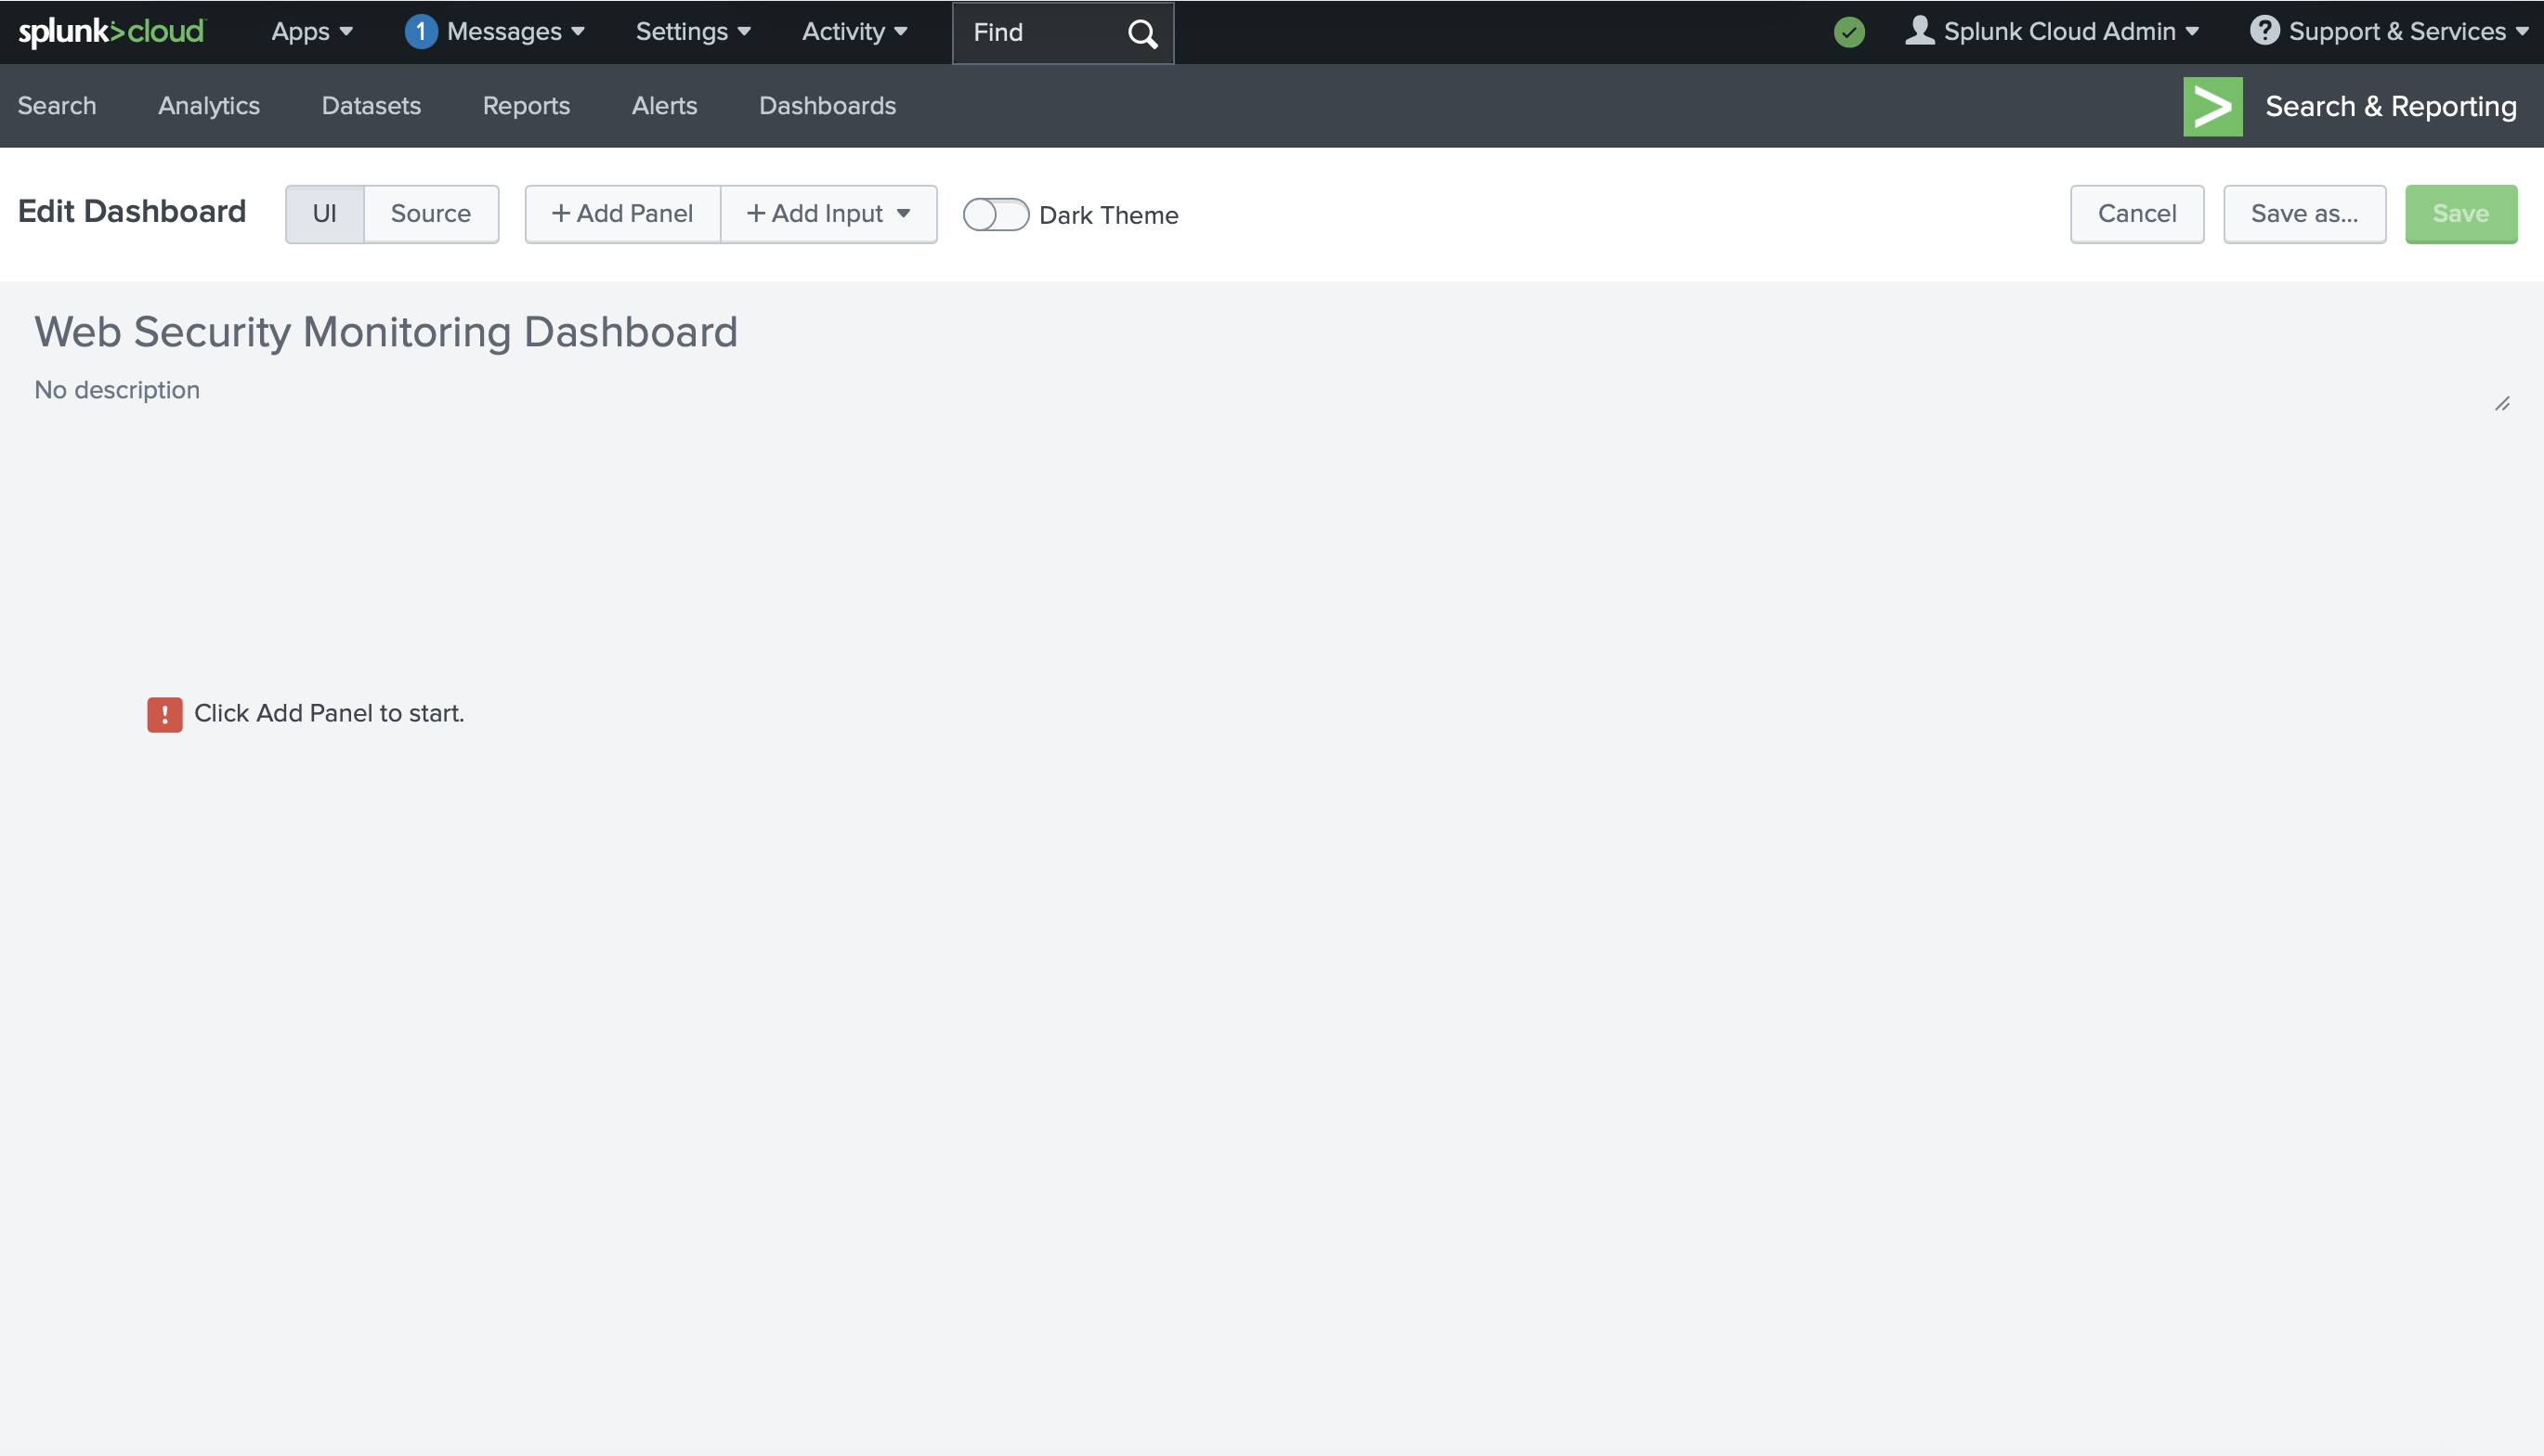 splunk>cloud Apps 1 Messages Settings Activity Find Splunk Cloud Admin ? Support & Services
Search Analytics Datasets Reports Alerts Dashboards > Search & Reporting
Edit Dashboard UI Source + Add Panel + Add Input Dark Theme Cancel Save as... Save
Web Security Monitoring Dashboard
No description
! Click Add Panel to start.